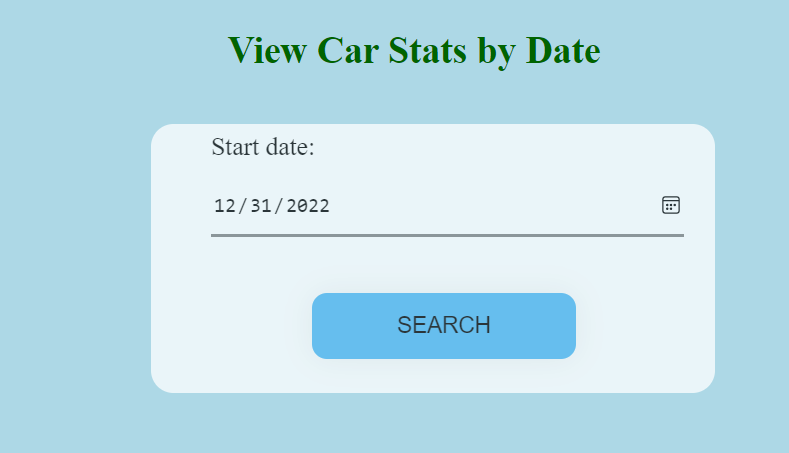 View Car Stats by Date
Start date:
12/31/2022
SEARCH